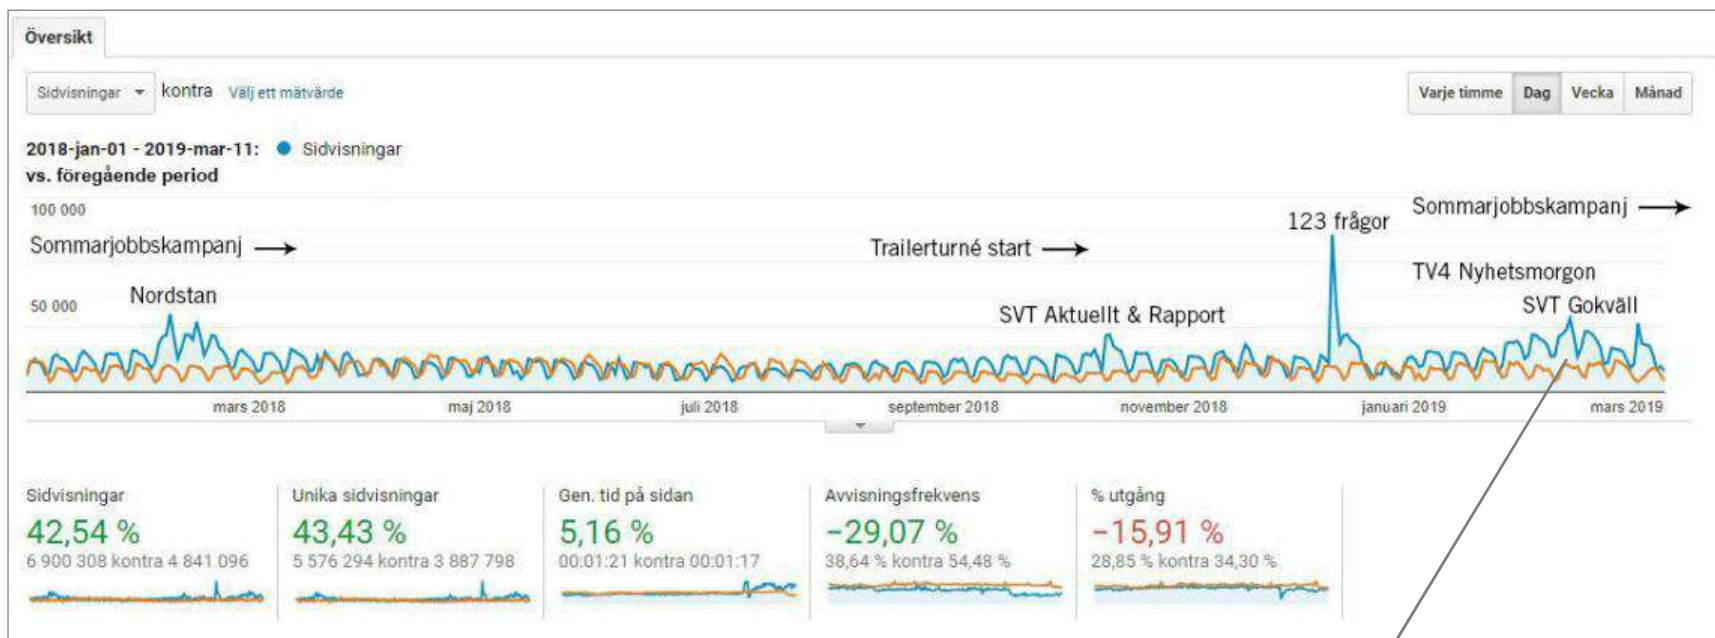 Översikt
Sidvisningar kontra Välj ett mätvärde
Varje timme Dag Vecka Månad
2018-jan-01 - 2019-mar-11: Sidvisningar
vs. föregående period
100 000
Sommarjobbskampanj
123 frågor
Sommarjobbskampanj
Trailerturné start
TV4 Nyhetsmorgon
Nordstan
50 000
SVT Aktuellt & Rapport
SVT Gokväll
mars 2018 maj 2018 juli 2018 september 2018 november 2018 januari 2019 mars 2019
Sidvisningar
42,54 %
6 900 308 kontra 4 841 096
Unika sidvisningar
43,43 %
5 576 294 kontra 3 887 798
Gen. tid på sidan
5,16 %
00:01:21 kontra 00:01:17
Avvisningsfrekvens
−29,07 %
38,64 % kontra 54,48 %
% utgång
−15,91 %
28,85 % kontra 34,30 %